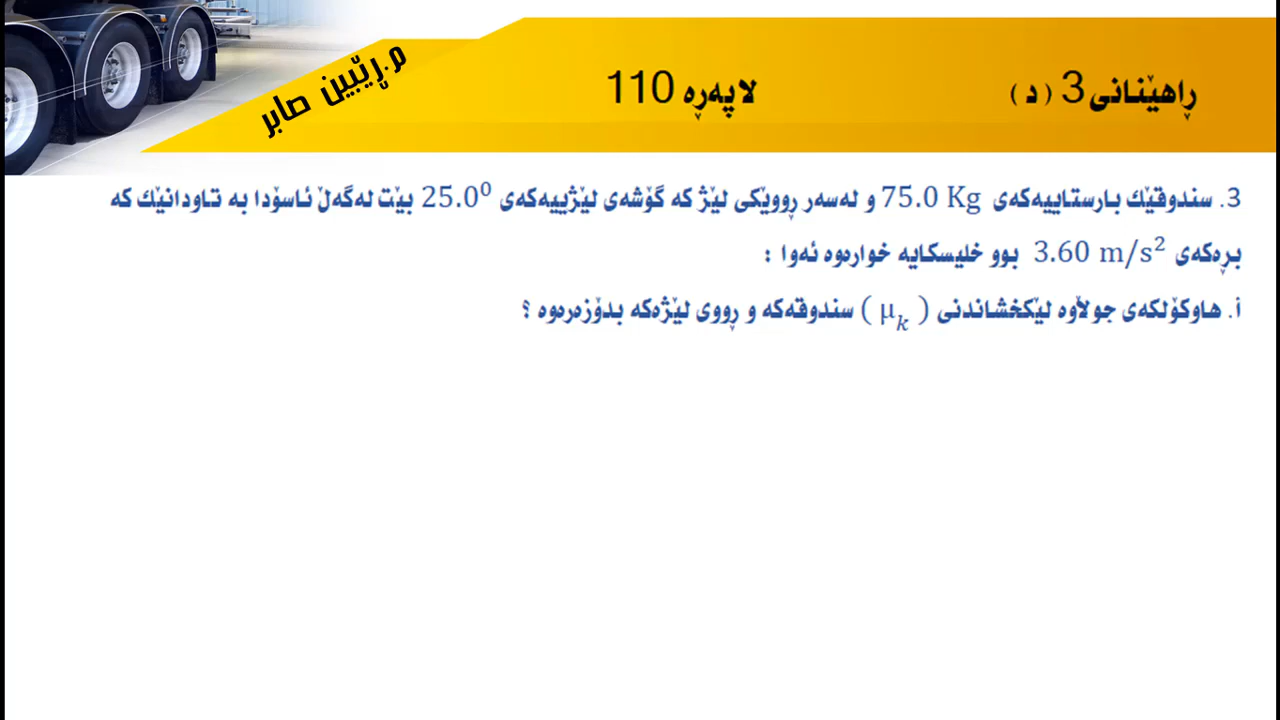 م.ڕێبین صابر
ڕاهێنانی 3 ( د ) لاپەڕە 110
3. سندوقێك بارستاییەكەی 75.0 Kg و لەسەر ڕوویێكی لێژ كە گۆشەی لێژییەكەی 25.0⁰ بێت لەگەڵ ئاسۆدا بە تاودانێك كە
بڕەكەی 3.60 m/s² بوو خلیسكایە خوارەوە ئەوا :
أ. هاوكۆلكەی جولاوە لێكخشاندنی ( μₖ ) سندوقەكە و ڕووی لێژەكە بدۆزەرەوە ؟